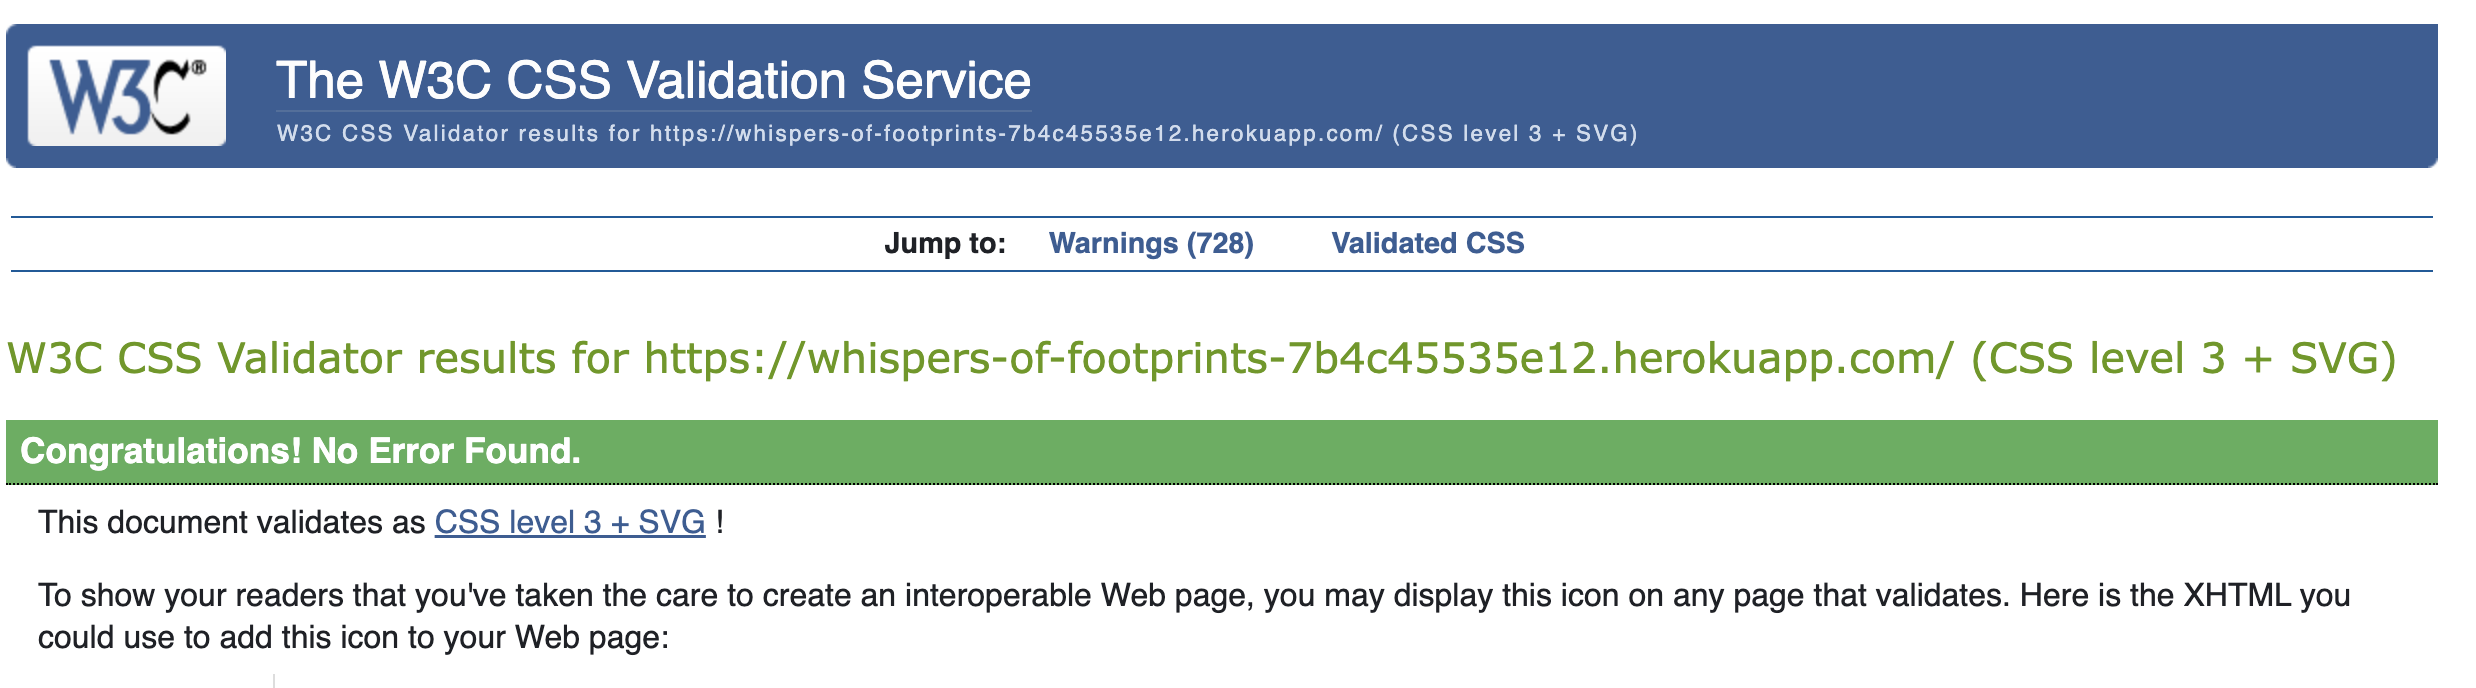 W3C®
The W3C CSS Validation Service
W3C CSS Validator results for https://whispers-of-footprints-7b4c45535e12.herokuapp.com/ (CSS level 3 + SVG)
Jump to: Warnings (728) Validated CSS
W3C CSS Validator results for https://whispers-of-footprints-7b4c45535e12.herokuapp.com/ (CSS level 3 + SVG)
Congratulations! No Error Found.
This document validates as CSS level 3 + SVG !
To show your readers that you've taken the care to create an interoperable Web page, you may display this icon on any page that validates. Here is the XHTML you
could use to add this icon to your Web page: